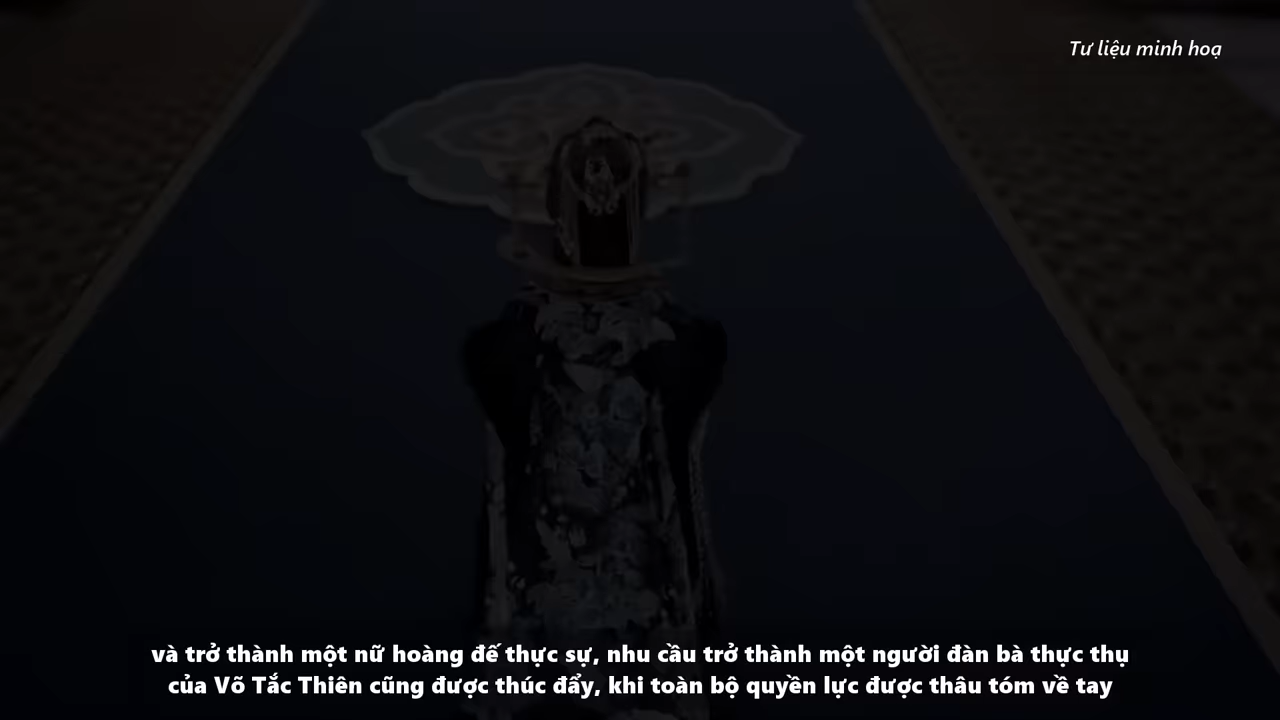 Tư liệu minh hoạ
và trở thành một nữ hoàng đế thực sự, nhu cầu trở thành một người đàn bà thực thụ
của Võ Tắc Thiên cũng được thúc đẩy, khi toàn bộ quyền lực được thâu tóm về tay